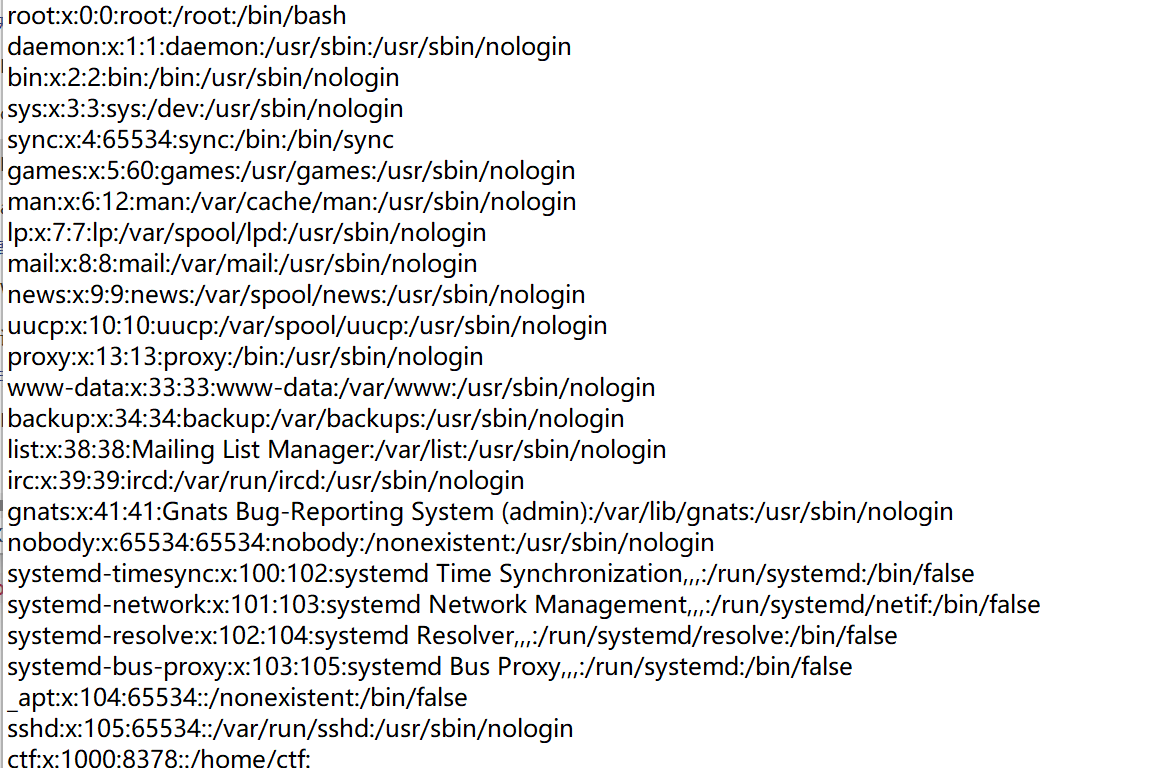 root:x:0:0:root:/root:/bin/bash
daemon:x:1:1:daemon:/usr/sbin:/usr/sbin/nologin
bin:x:2:2:bin:/bin:/usr/sbin/nologin
sys:x:3:3:sys:/dev:/usr/sbin/nologin
sync:x:4:65534:sync:/bin:/bin/sync
games:x:5:60:games:/usr/games:/usr/sbin/nologin
man:x:6:12:man:/var/cache/man:/usr/sbin/nologin
lp:x:7:7:lp:/var/spool/lpd:/usr/sbin/nologin
mail:x:8:8:mail:/var/mail:/usr/sbin/nologin
news:x:9:9:news:/var/spool/news:/usr/sbin/nologin
uucp:x:10:10:uucp:/var/spool/uucp:/usr/sbin/nologin
proxy:x:13:13:proxy:/bin:/usr/sbin/nologin
www-data:x:33:33:www-data:/var/www:/usr/sbin/nologin
backup:x:34:34:backup:/var/backups:/usr/sbin/nologin
list:x:38:38:Mailing List Manager:/var/list:/usr/sbin/nologin
irc:x:39:39:ircd:/var/run/ircd:/usr/sbin/nologin
gnats:x:41:41:Gnats Bug-Reporting System (admin):/var/lib/gnats:/usr/sbin/nologin
nobody:x:65534:65534:nobody:/nonexistent:/usr/sbin/nologin
systemd-timesync:x:100:102:systemd Time Synchronization,,,:/run/systemd:/bin/false
systemd-network:x:101:103:systemd Network Management,,,:/run/systemd/netif:/bin/false
systemd-resolve:x:102:104:systemd Resolver,,,:/run/systemd/resolve:/bin/false
systemd-bus-proxy:x:103:105:systemd Bus Proxy,,,:/run/systemd:/bin/false
_apt:x:104:65534::/nonexistent:/bin/false
sshd:x:105:65534::/var/run/sshd:/usr/sbin/nologin
ctf:x:1000:8378::/home/ctf: